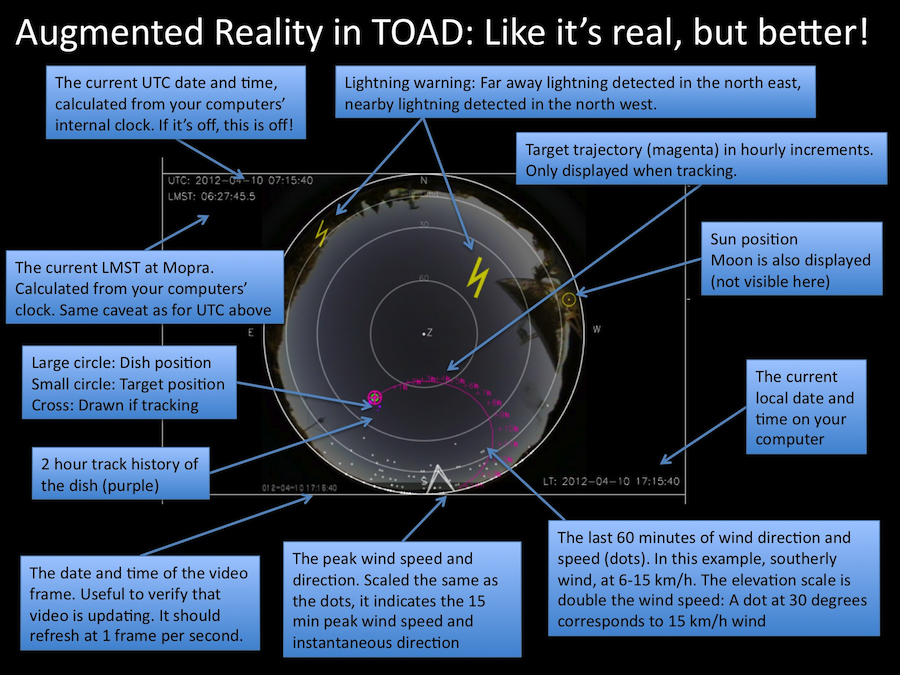 Augmented Reality in TOAD: Like it's real, but better!
The current UTC date and time,
calculated from your computers'
internal clock. If it's off, this is off!
Lightning warning: Far away lightning detected in the north east,
nearby lightning detected in the north west.
Target trajectory (magenta) in hourly increments.
Only displayed when tracking.
UTC: 2012-04-10 07:15:40
LMST: 06:27:45.5
N
30
60
Sun position
Moon is also displayed
(not visible here)
The current LMST at Mopra.
Calculated from your computers'
clock. Same caveat as for UTC above
E
Z
W
Large circle: Dish position
Small circle: Target position
Cross: Drawn if tracking
The current
local date and
time on your
computer
2 hour track history of
the dish (purple)
S
012-04-10 17:15:40
LT: 2012-04-10 17:15:40
The date and time of the video
frame. Useful to verify that
video is updating. It should
refresh at 1 frame per second.
The peak wind speed and
direction. Scaled the same as
the dots, it indicates the 15
min peak wind speed and
instantaneous direction
The last 60 minutes of wind direction and
speed (dots). In this example, southerly
wind, at 6-15 km/h. The elevation scale is
double the wind speed: A dot at 30 degrees
corresponds to 15 km/h wind